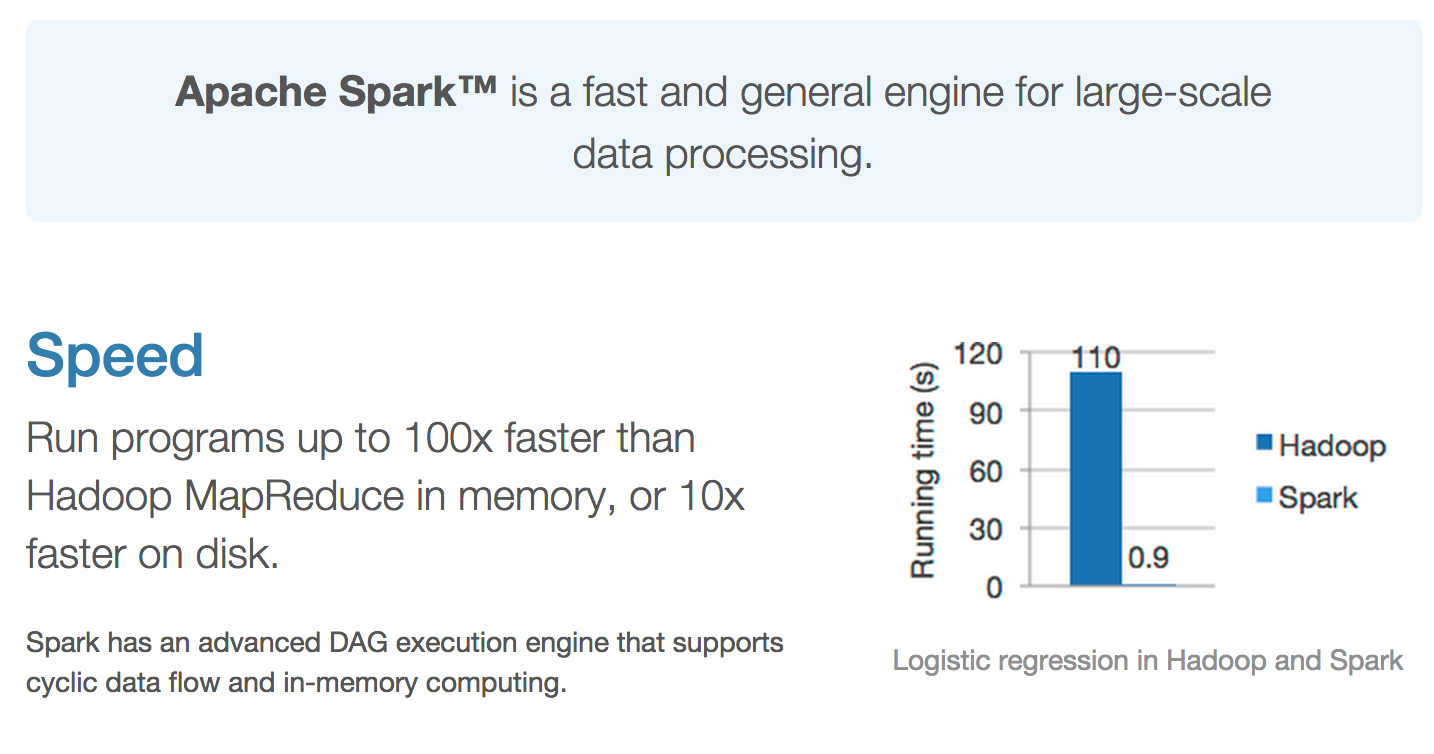 Apache Spark™ is a fast and general engine for large-scale
data processing.
Speed
Run programs up to 100x faster than
Hadoop MapReduce in memory, or 10x
faster on disk.
Spark has an advanced DAG execution engine that supports
cyclic data flow and in-memory computing.
Running time (s)
120
90
60
30
0
110
0.9
Hadoop
Spark
Logistic regression in Hadoop and Spark